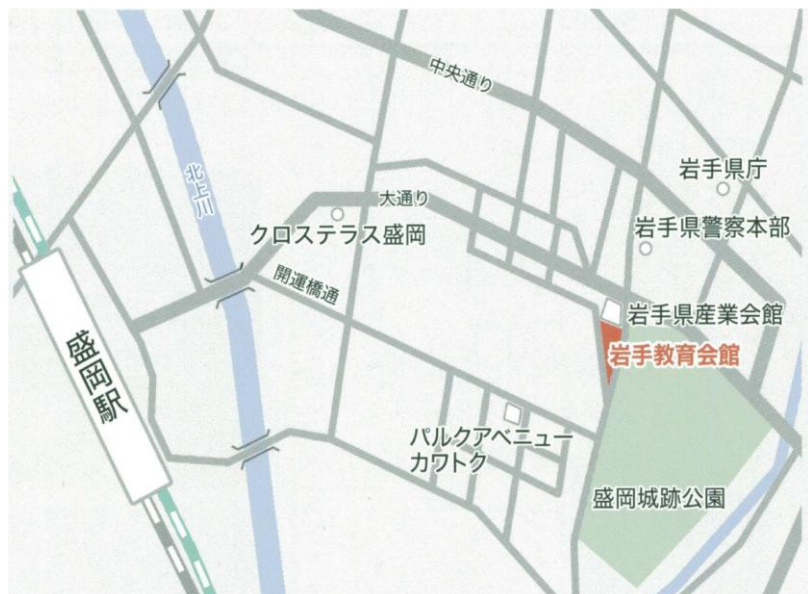 中央通り
岩手県庁
北上川
大通り
クロステラス盛岡
岩手県警察本部
開運橋通
岩手県産業会館
盛岡駅
岩手教育会館
パルクアベニュー
カワトク
盛岡城跡公園